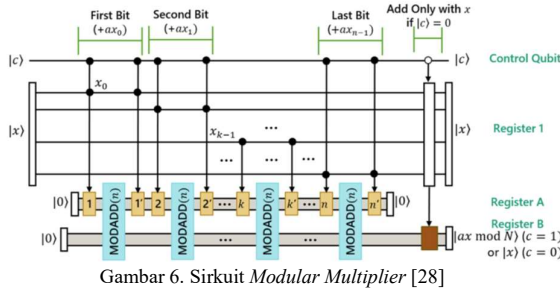 First Bit
(+ax₀)
Second Bit
(+ax₁)
Last Bit
(+axₙ₋₁)
Add Only with x
if |c⟩ = 0
|c⟩
|c⟩
Control Qubit
x₀
|x⟩
xₖ₋₁
...
... ... ...
|x⟩
Register 1
|0⟩
1
MODADD(n)
1'
2
MODADD(n)
2'
...
k
MODADD(n)
k'
...
n
MODADD(n)
n'
|0⟩
Register A
Register B
|0⟩
...
...
|ax mod N⟩ (c = 1)
or |x⟩ (c = 0)
Gambar 6. Sirkuit Modular Multiplier [28]